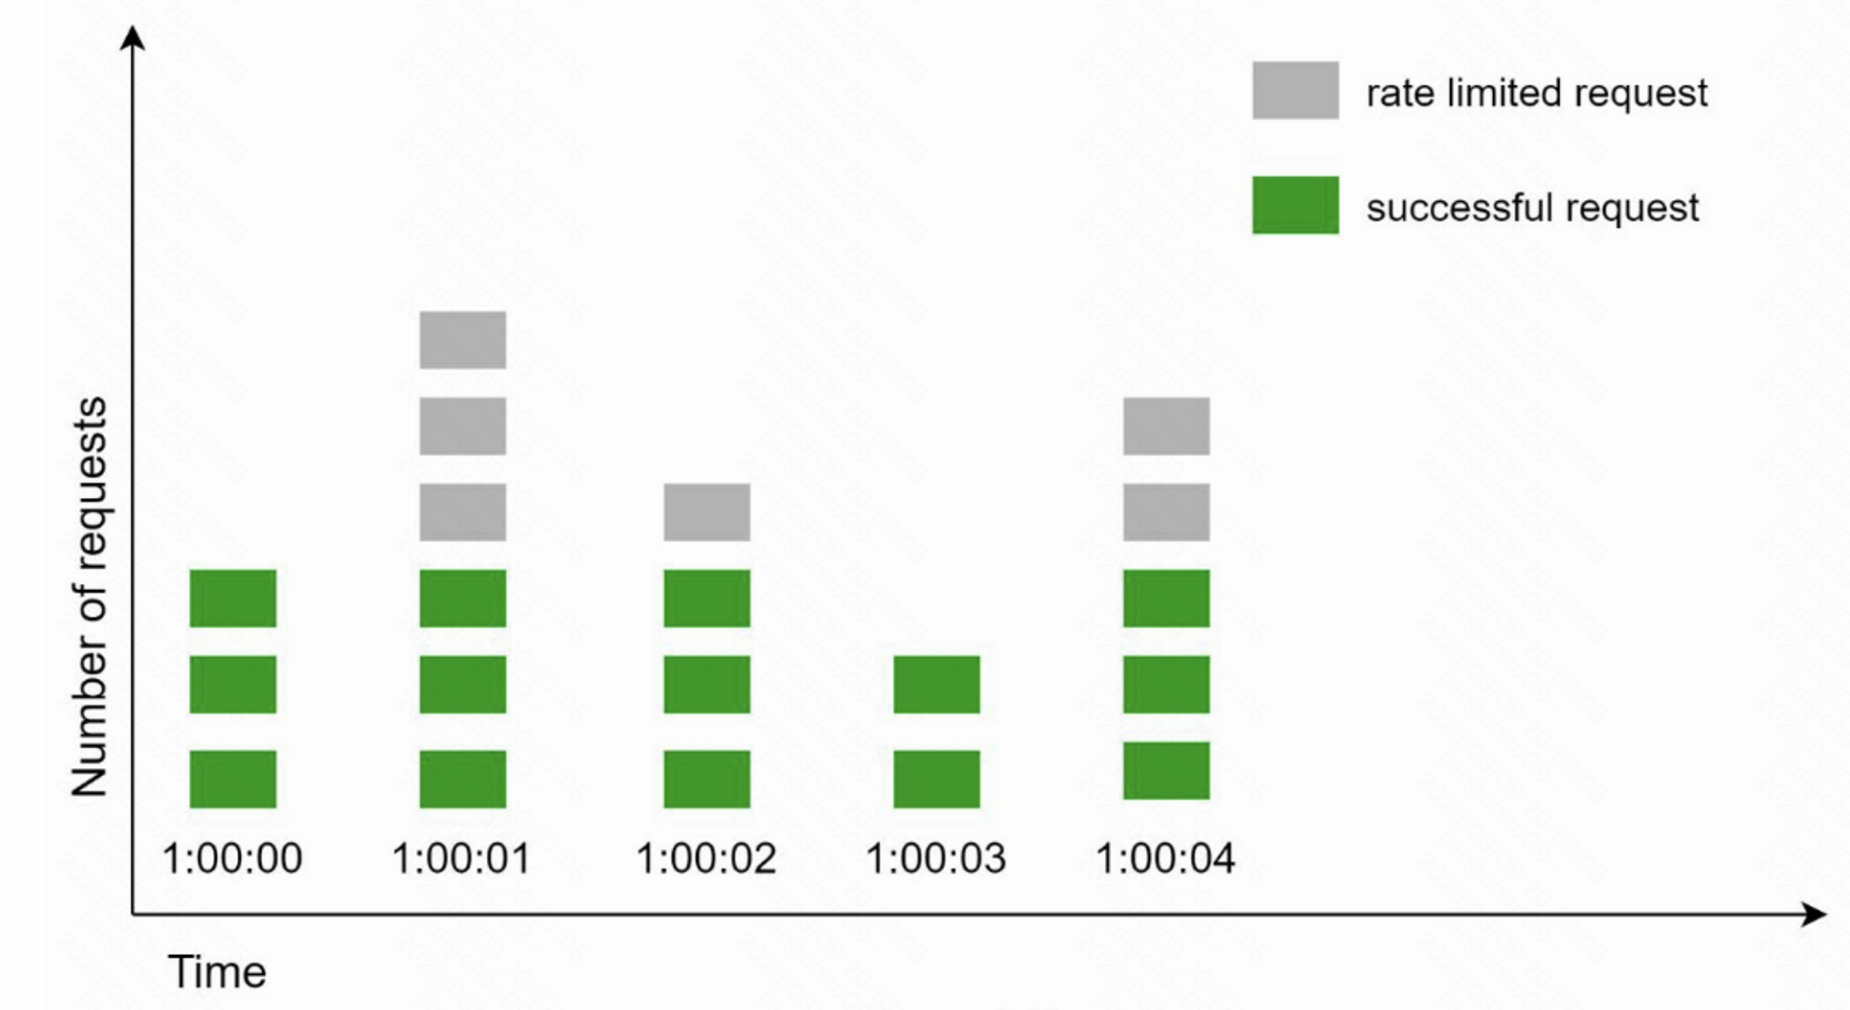 rate limited request
successful request
Number of requests
1:00:00
1:00:01
1:00:02
1:00:03
1:00:04
Time